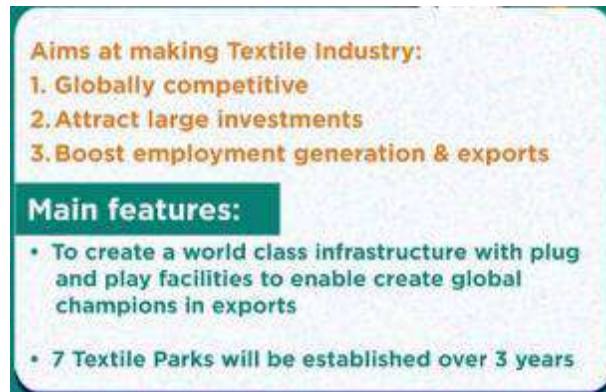 Aims at making Textile Industry:
1. Globally competitive
2. Attract large investments
3. Boost employment generation & exports
Main features:
• To create a world class infrastructure with plug
and play facilities to enable create global
champions in exports
• 7 Textile Parks will be established over 3 years